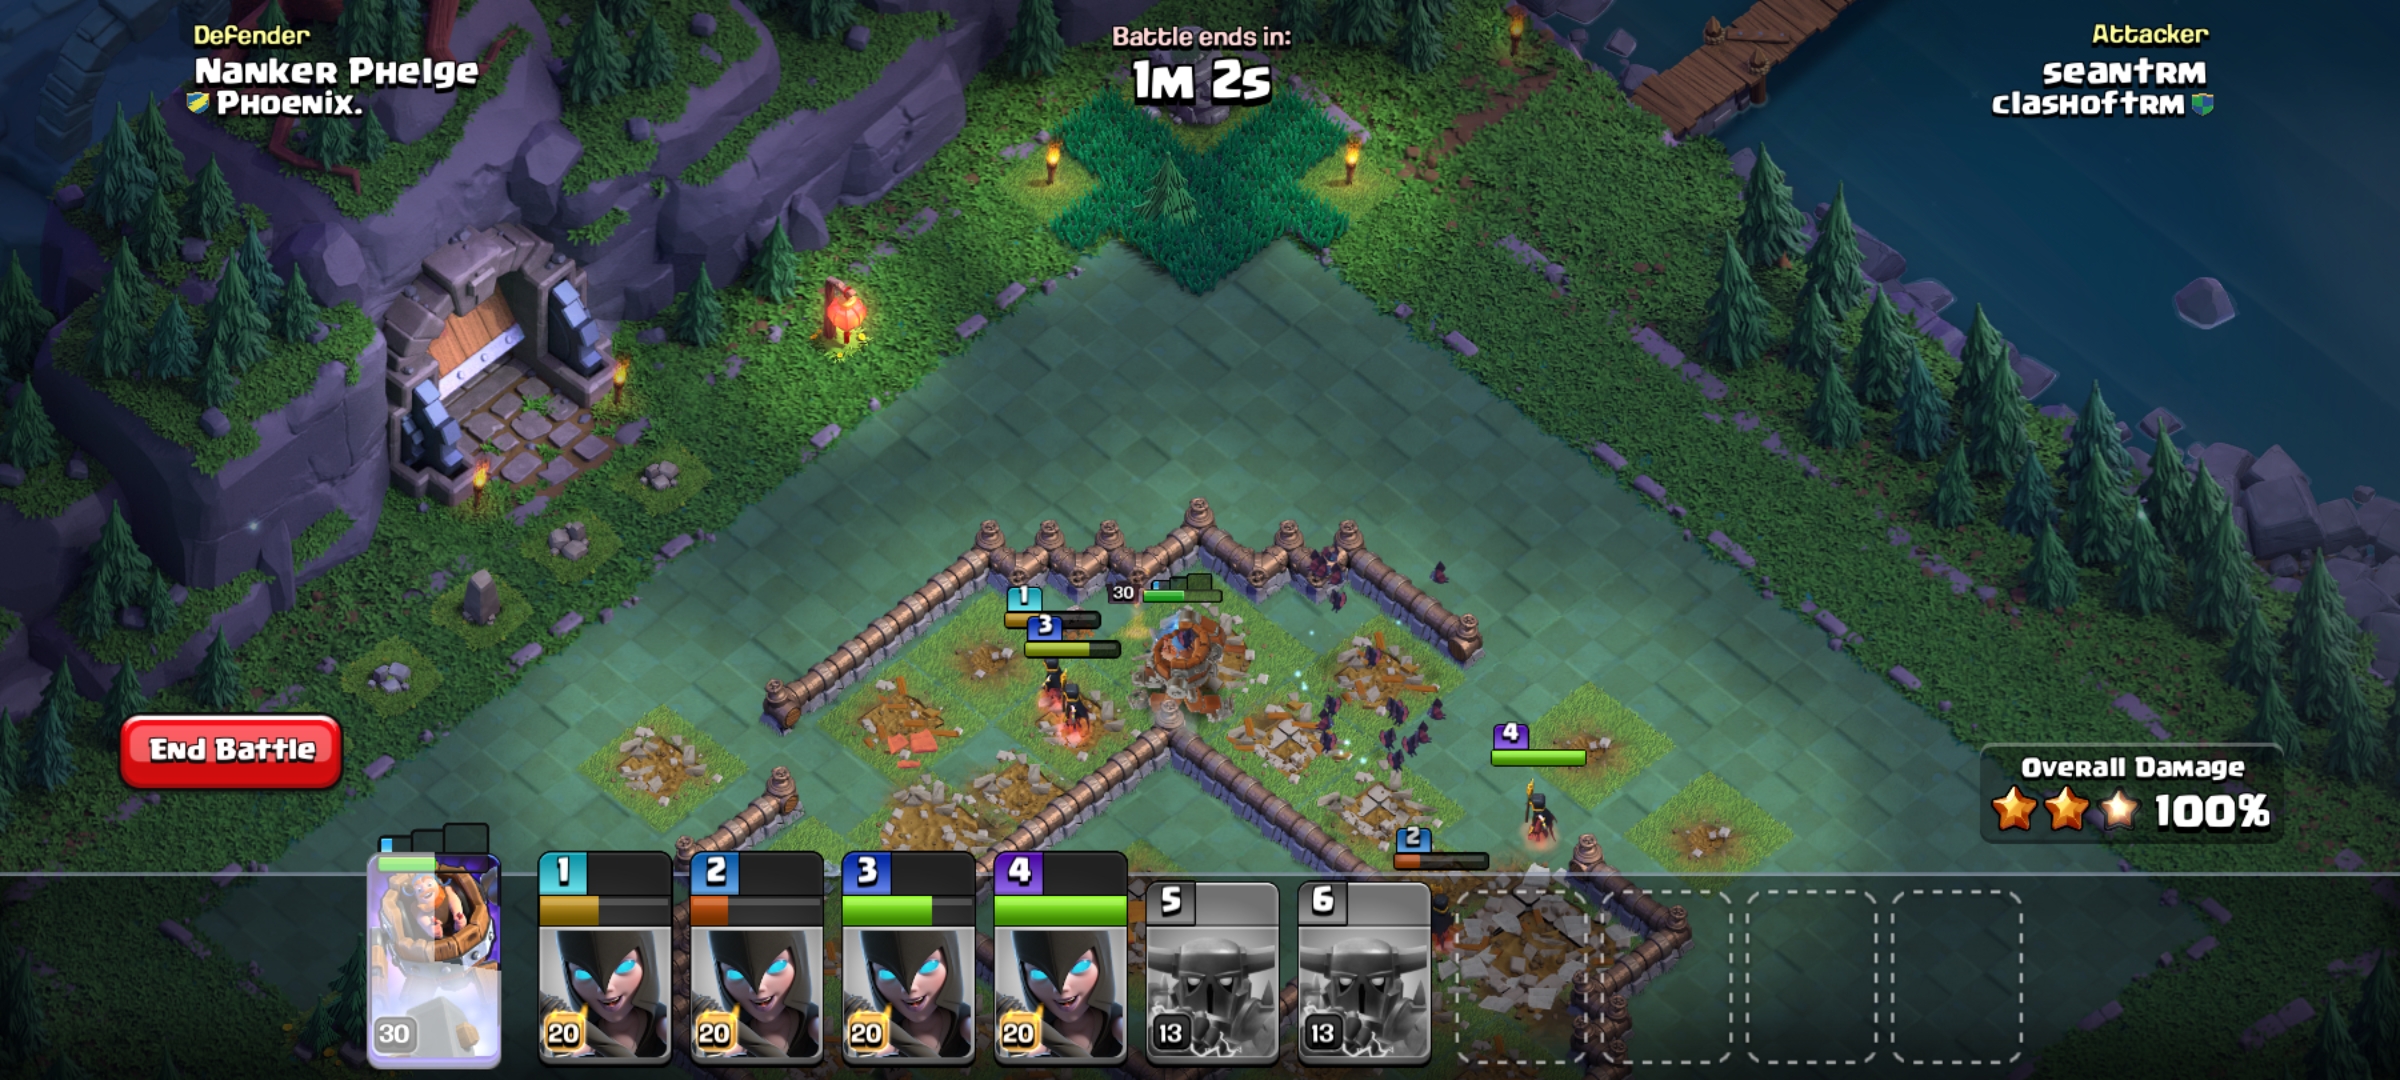 Defender
Nanker Phelge
Phoenix.
Battle ends in:
1M 2s
Attacker
seantRM
clashoftRM
1
30
3
4
End Battle
Overall Damage
100%
2
1
2
3
4
5
6
30
20
20
20
20
13
13